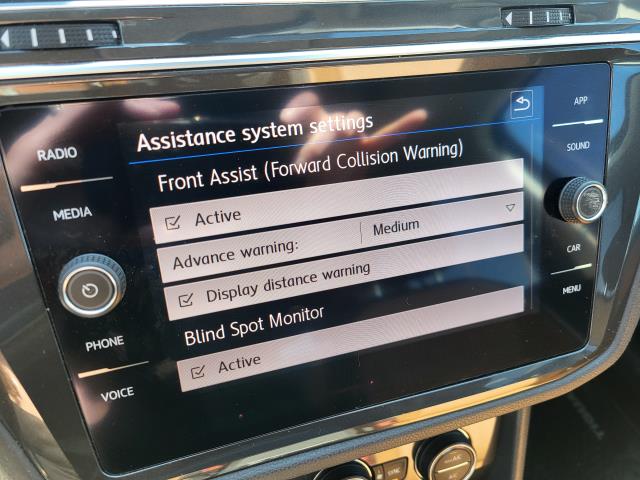 Assistance system settings
Front Assist (Forward Collision Warning)
Active
Advance warning: Medium
Display distance warning
Blind Spot Monitor
Active
RADIO
MEDIA
PHONE
VOICE
APP
SOUND
CAR
MENU
SYNC
A/C